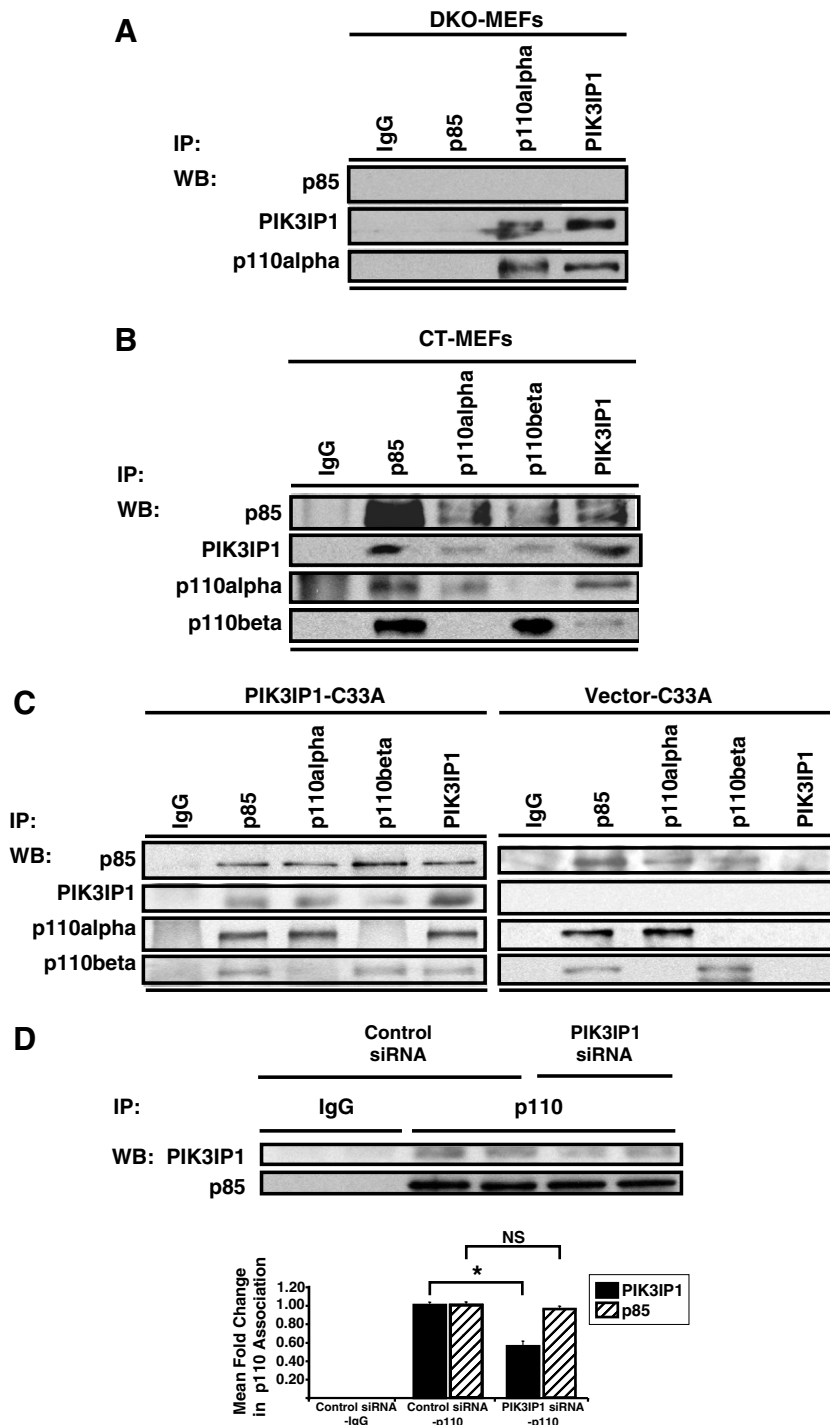 A
DKO-MEFs
IP:
IgG
p85
p110alpha
PIK3IP1
WB:
p85
PIK3IP1
p110alpha
B
CT-MEFs
IP:
IgG
p85
p110alpha
p110beta
PIK3IP1
WB:
p85
PIK3IP1
p110alpha
p110beta
C
PIK3IP1-C33A
Vector-C33A
IP:
IgG
p85
p110alpha
p110beta
PIK3IP1
IgG
p85
p110alpha
p110beta
PIK3IP1
WB:
p85
PIK3IP1
p110alpha
p110beta
D
Control
siRNA
PIK3IP1
siRNA
IP:
IgG
p110
WB: PIK3IP1
p85
NS
*
Mean Fold Change
in p110 Association
1.20
1.00
0.80
0.60
0.40
0.20
PIK3IP1
p85
Control siRNA
-IgG
Control siRNA
-p110
PIK3IP1 siRNA
-p110